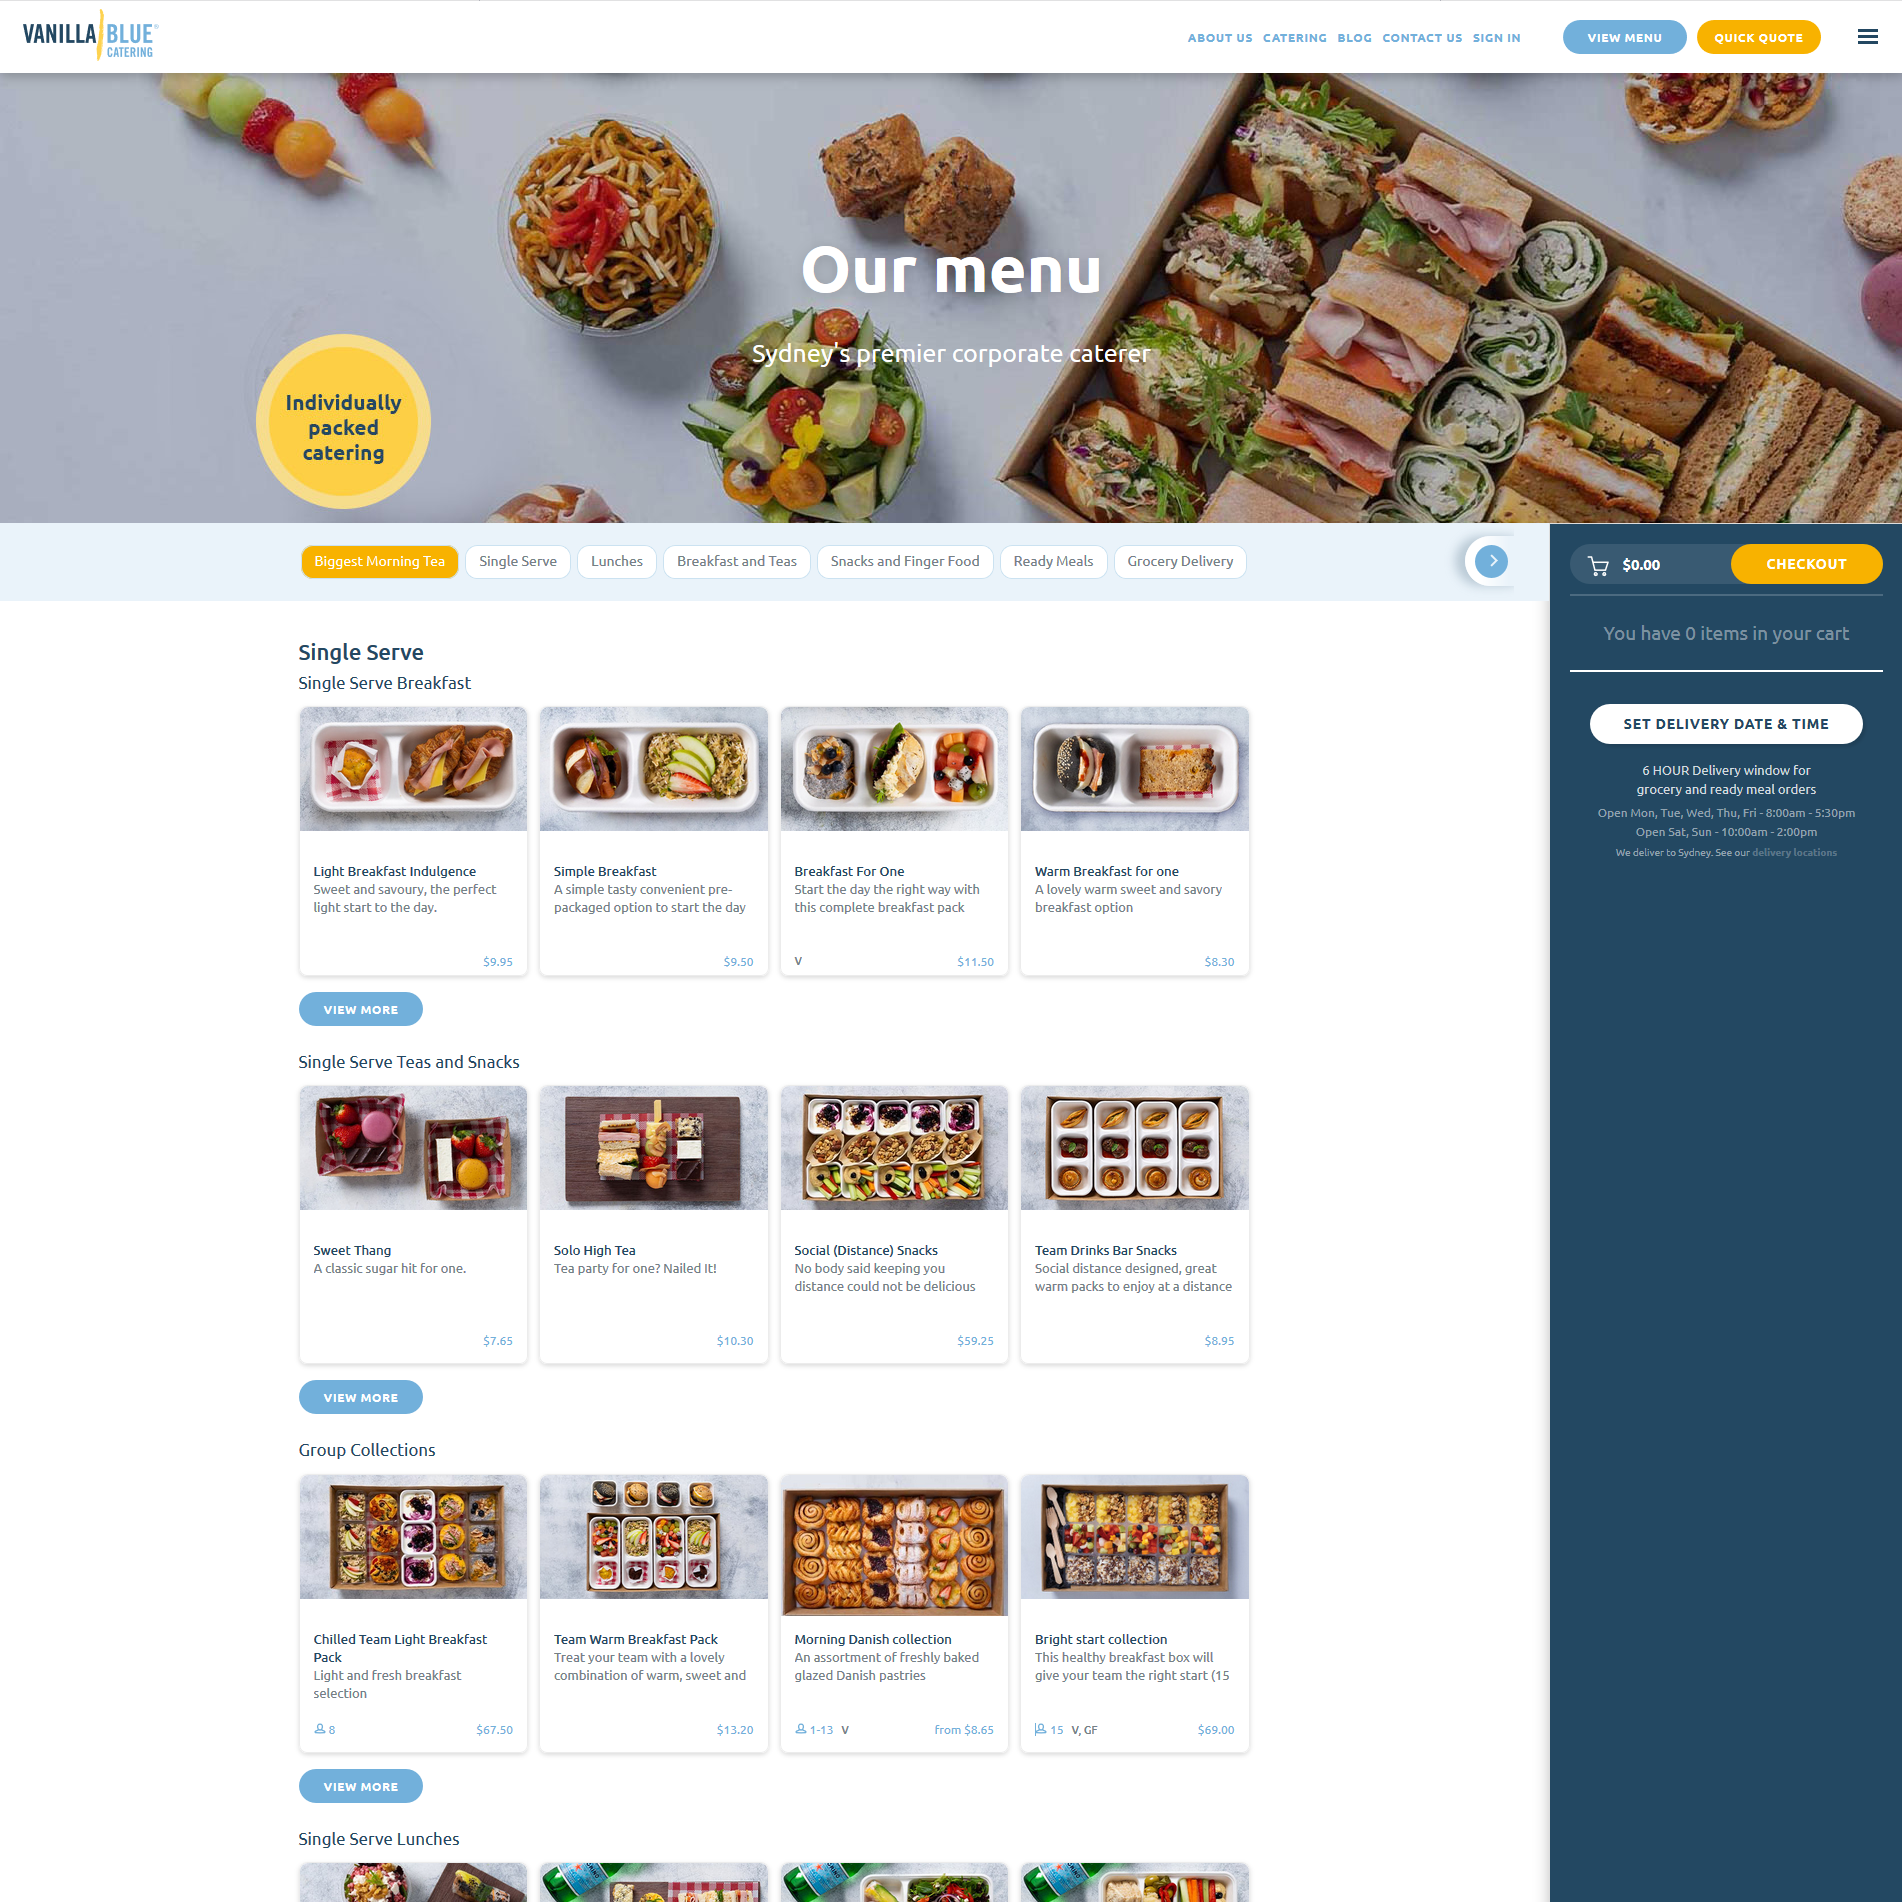 VANILLA BLUE
CATERING
ABOUT US CATERING BLOG CONTACT US SIGN IN
VIEW MENU
QUICK QUOTE
Our menu
Sydney's premier corporate caterer
Individually
packed
catering
Biggest Morning Tea
Single Serve
Lunches
Breakfast and Teas
Snacks and Finger Food
Ready Meals
Grocery Delivery
$0.00
CHECKOUT
You have 0 items in your cart
SET DELIVERY DATE & TIME
6 HOUR Delivery window for
grocery and ready meal orders
Open Mon, Tue, Wed, Thu, Fri - 8:00am - 5:30pm
Open Sat, Sun - 10:00am - 2:00pm
We deliver to Sydney. See our delivery locations
Single Serve
Single Serve Breakfast
Light Breakfast Indulgence
Sweet and savoury, the perfect
light start to the day.
$9.95
Simple Breakfast
A simple tasty convenient pre-
packaged option to start the day
$9.50
Breakfast For One
Start the day the right way with
this complete breakfast pack
V
$11.50
Warm Breakfast for one
A lovely warm sweet and savory
breakfast option
$8.30
VIEW MORE
Single Serve Teas and Snacks
Sweet Thang
A classic sugar hit for one.
$7.65
Solo High Tea
Tea party for one? Nailed It!
$10.30
Social (Distance) Snacks
No body said keeping you
distance could not be delicious
$59.25
Team Drinks Bar Snacks
Social distance designed, great
warm packs to enjoy at a distance
$8.95
VIEW MORE
Group Collections
Chilled Team Light Breakfast
Pack
Light and fresh breakfast
selection
8
$67.50
Team Warm Breakfast Pack
Treat your team with a lovely
combination of warm, sweet and
$13.20
Morning Danish collection
An assortment of freshly baked
glazed Danish pastries
1-13 V
from $8.65
Bright start collection
This healthy breakfast box will
give your team the right start (15
15 V, GF
$69.00
VIEW MORE
Single Serve Lunches